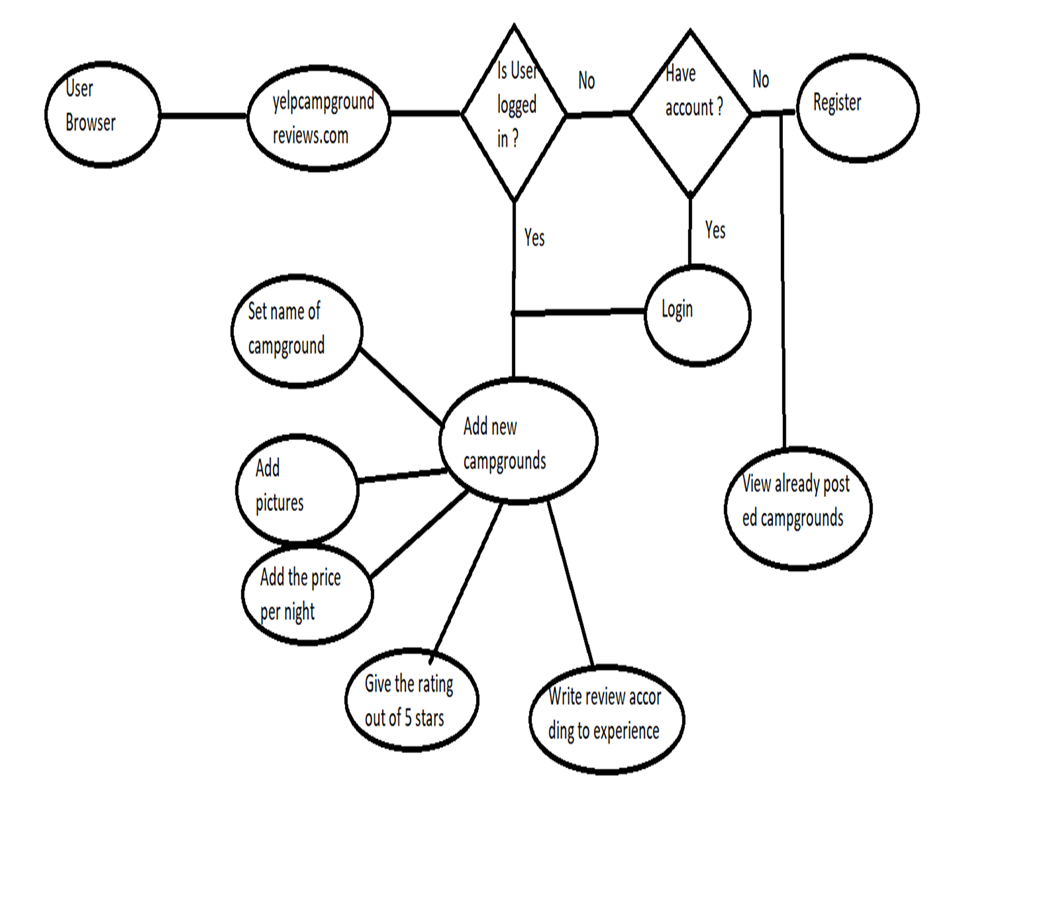 User
Browser
yelpcampground
reviews.com
Is User
logged
in ?
No
Have
account ?
No
Register
Yes
Yes
Login
Set name of
campground
Add new
campgrounds
Add
pictures
View already post
ed campgrounds
Add the price
per night
Give the rating
out of 5 stars
Write review accor
ding to experience